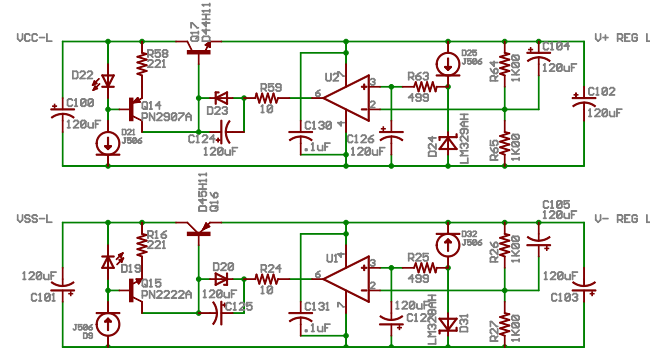 VCC-L
Q17
D44H11
R58
221
D22
Q14
PN2907A
C100
120uF
D21
J506
D23
R59
10
C124
120uF
U2
7
6
4
3
2
C130
.1uF
C126
120uF
R63
499
D25
J506
D24
LM329AH
R64
1K00
R65
1K00
C104
120uF
C102
120uF
V+ REG L
VSS-L
D45H11
Q16
R16
221
D19
Q15
PN2222A
120uF
C101
J506
D9
D20
R24
10
120uF
C125
U1
4
6
7
3
2
C131
.1uF
120uF
C127
R25
499
D32
J506
LM329AH
D31
R26
1K00
R27
1K00
C105
120uF
120uF
C103
V- REG L